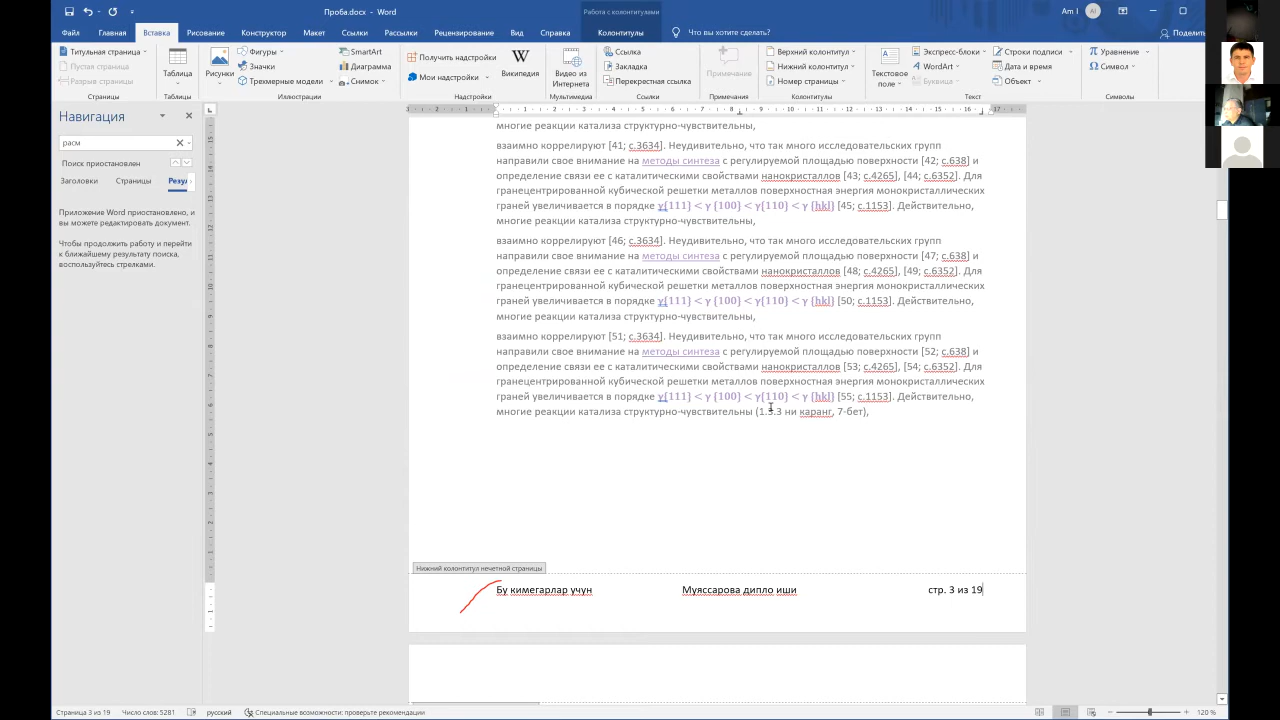 Проба.docx - Word
Работа с колонтитулами
Am I
AI
Файл
Главная
Вставка
Рисование
Конструктор
Макет
Ссылки
Рассылки
Рецензирование
Вид
Справка
Колонтитулы
Что вы хотите сделать?
Титульная страница
Пустая страница
Разрыв страницы
Страницы
Таблица
Таблицы
Рисунки
Фигуры
Значки
Трехмерные модели
SmartArt
Диаграмма
Снимок
Иллюстрации
Получить надстройки
Мои надстройки
Надстройки
Википедия
Видео из Интернета
Мультимедиа
Ссылка
Закладка
Перекрестная ссылка
Ссылки
Примечание
Примечания
Верхний колонтитул
Нижний колонтитул
Номер страницы
Колонтитулы
Текстовое поле
Экспресс-блоки
WordArt
Буквица
Строки подписи
Дата и время
Объект
Текст
Уравнение
Символ
Символы
Навигация
расм
Поиск приостановлен
Заголовки
Страницы
Резу
Приложение Word приостановлено, и
вы можете редактировать документ.
Чтобы продолжить работу и перейти
к ближайшему результату поиска,
воспользуйтесь стрелками.
многие реакции катализа структурно-чувствительны,
взаимно коррелируют [41; с.3634]. Неудивительно, что так много исследовательских групп
направили свое внимание на методы синтеза с регулируемой площадью поверхности [42; с.638] и
определение связи ее с каталитическими свойствами нанокристаллов [43; с.4265], [44; с.6352]. Для
гранецентрированной кубической решетки металлов поверхностная энергия монокристаллических
граней увеличивается в порядке γ{111} < γ {100} < γ{110} < γ {hkl} [45; с.1153]. Действительно,
многие реакции катализа структурно-чувствительны,
взаимно коррелируют [46; с.3634]. Неудивительно, что так много исследовательских групп
направили свое внимание на методы синтеза с регулируемой площадью поверхности [47; с.638] и
определение связи ее с каталитическими свойствами нанокристаллов [48; с.4265], [49; с.6352]. Для
гранецентрированной кубической решетки металлов поверхностная энергия монокристаллических
граней увеличивается в порядке γ{111} < γ {100} < γ{110} < γ {hkl} [50; с.1153]. Действительно,
многие реакции катализа структурно-чувствительны,
взаимно коррелируют [51; с.3634]. Неудивительно, что так много исследовательских групп
направили свое внимание на методы синтеза с регулируемой площадью поверхности [52; с.638] и
определение связи ее с каталитическими свойствами нанокристаллов [53; с.4265], [54; с.6352]. Для
гранецентрированной кубической решетки металлов поверхностная энергия монокристаллических
граней увеличивается в порядке γ{111} < γ {100} < γ{110} < γ {hkl} [55; с.1153]. Действительно,
многие реакции катализа структурно-чувствительны (1.3.3 ни каранг, 7-бет),
Нижний колонтитул нечетной страницы
Бу кимегарлар учун Муяссарова дипло иши стр. 3 из 19
Страница 3 из 19
Число слов: 5281
русский
Специальные возможности: проверьте рекомендации
120 %